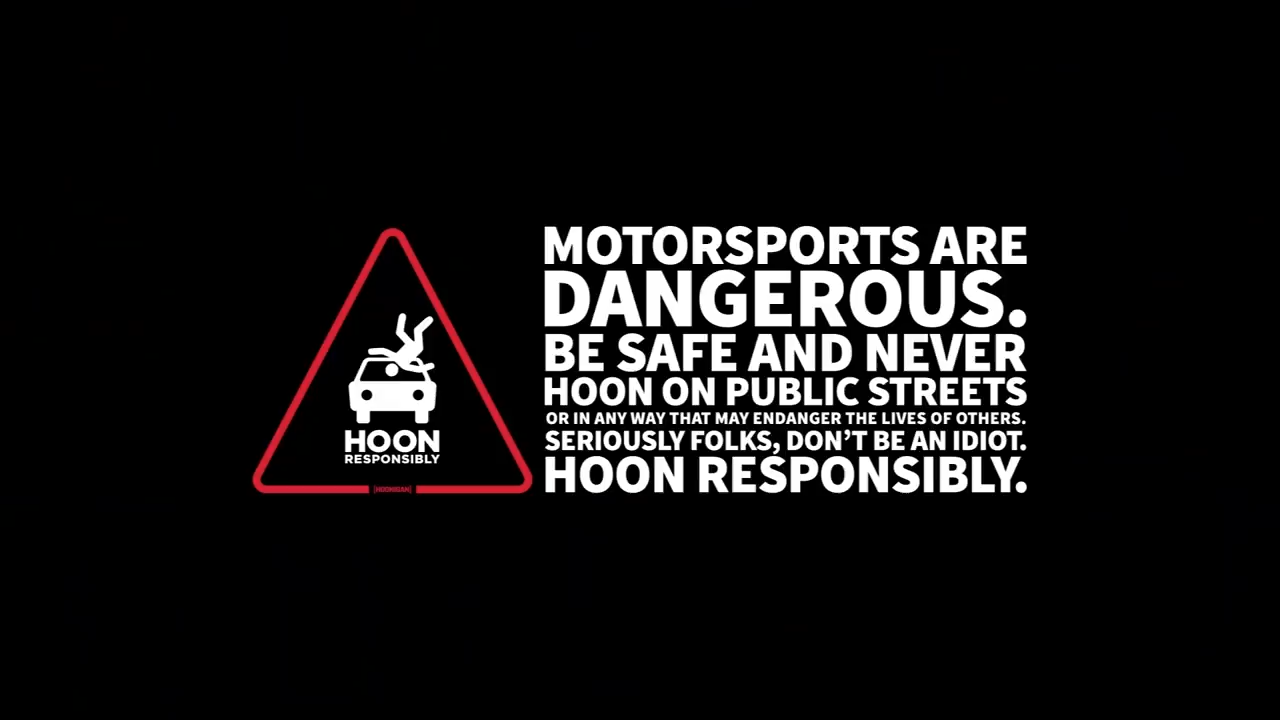 MOTORSPORTS ARE
DANGEROUS.
BE SAFE AND NEVER
HOON ON PUBLIC STREETS
OR IN ANY WAY THAT MAY ENDANGER THE LIVES OF OTHERS.
SERIOUSLY FOLKS, DON'T BE AN IDIOT.
HOON RESPONSIBLY.
HOON
RESPONSIBLY
[HOONIGAN]